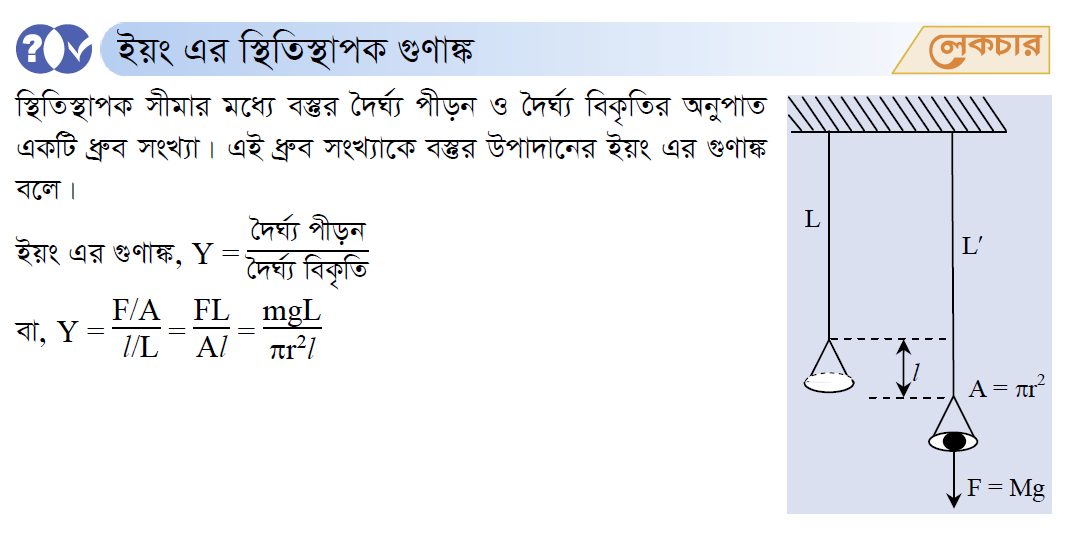 ইয়ং এর স্থিতিস্থাপক গুণাঙ্ক
লেকচার
স্থিতিস্থাপক সীমার মধ্যে বস্তুর দৈর্ঘ্য পীড়ন ও দৈর্ঘ্য বিকৃতির অনুপাত
একটি ধ্রুব সংখ্যা। এই ধ্রুব সংখ্যাকে বস্তুর উপাদানের ইয়ং এর গুণাঙ্ক
বলে।
ইয়ং এর গুণাঙ্ক, Y = দৈর্ঘ্য পীড়ন / দৈর্ঘ্য বিকৃতি
বা, Y = (F/A)/(l/L) = FL/Al = mgL/πr²l
L
L′
l
A = πr²
F = Mg